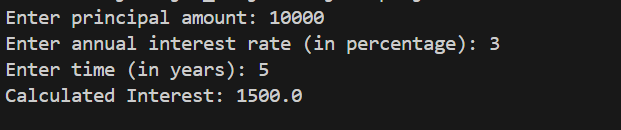 Enter principal amount: 10000
Enter annual interest rate (in percentage): 3
Enter time (in years): 5
Calculated Interest: 1500.0